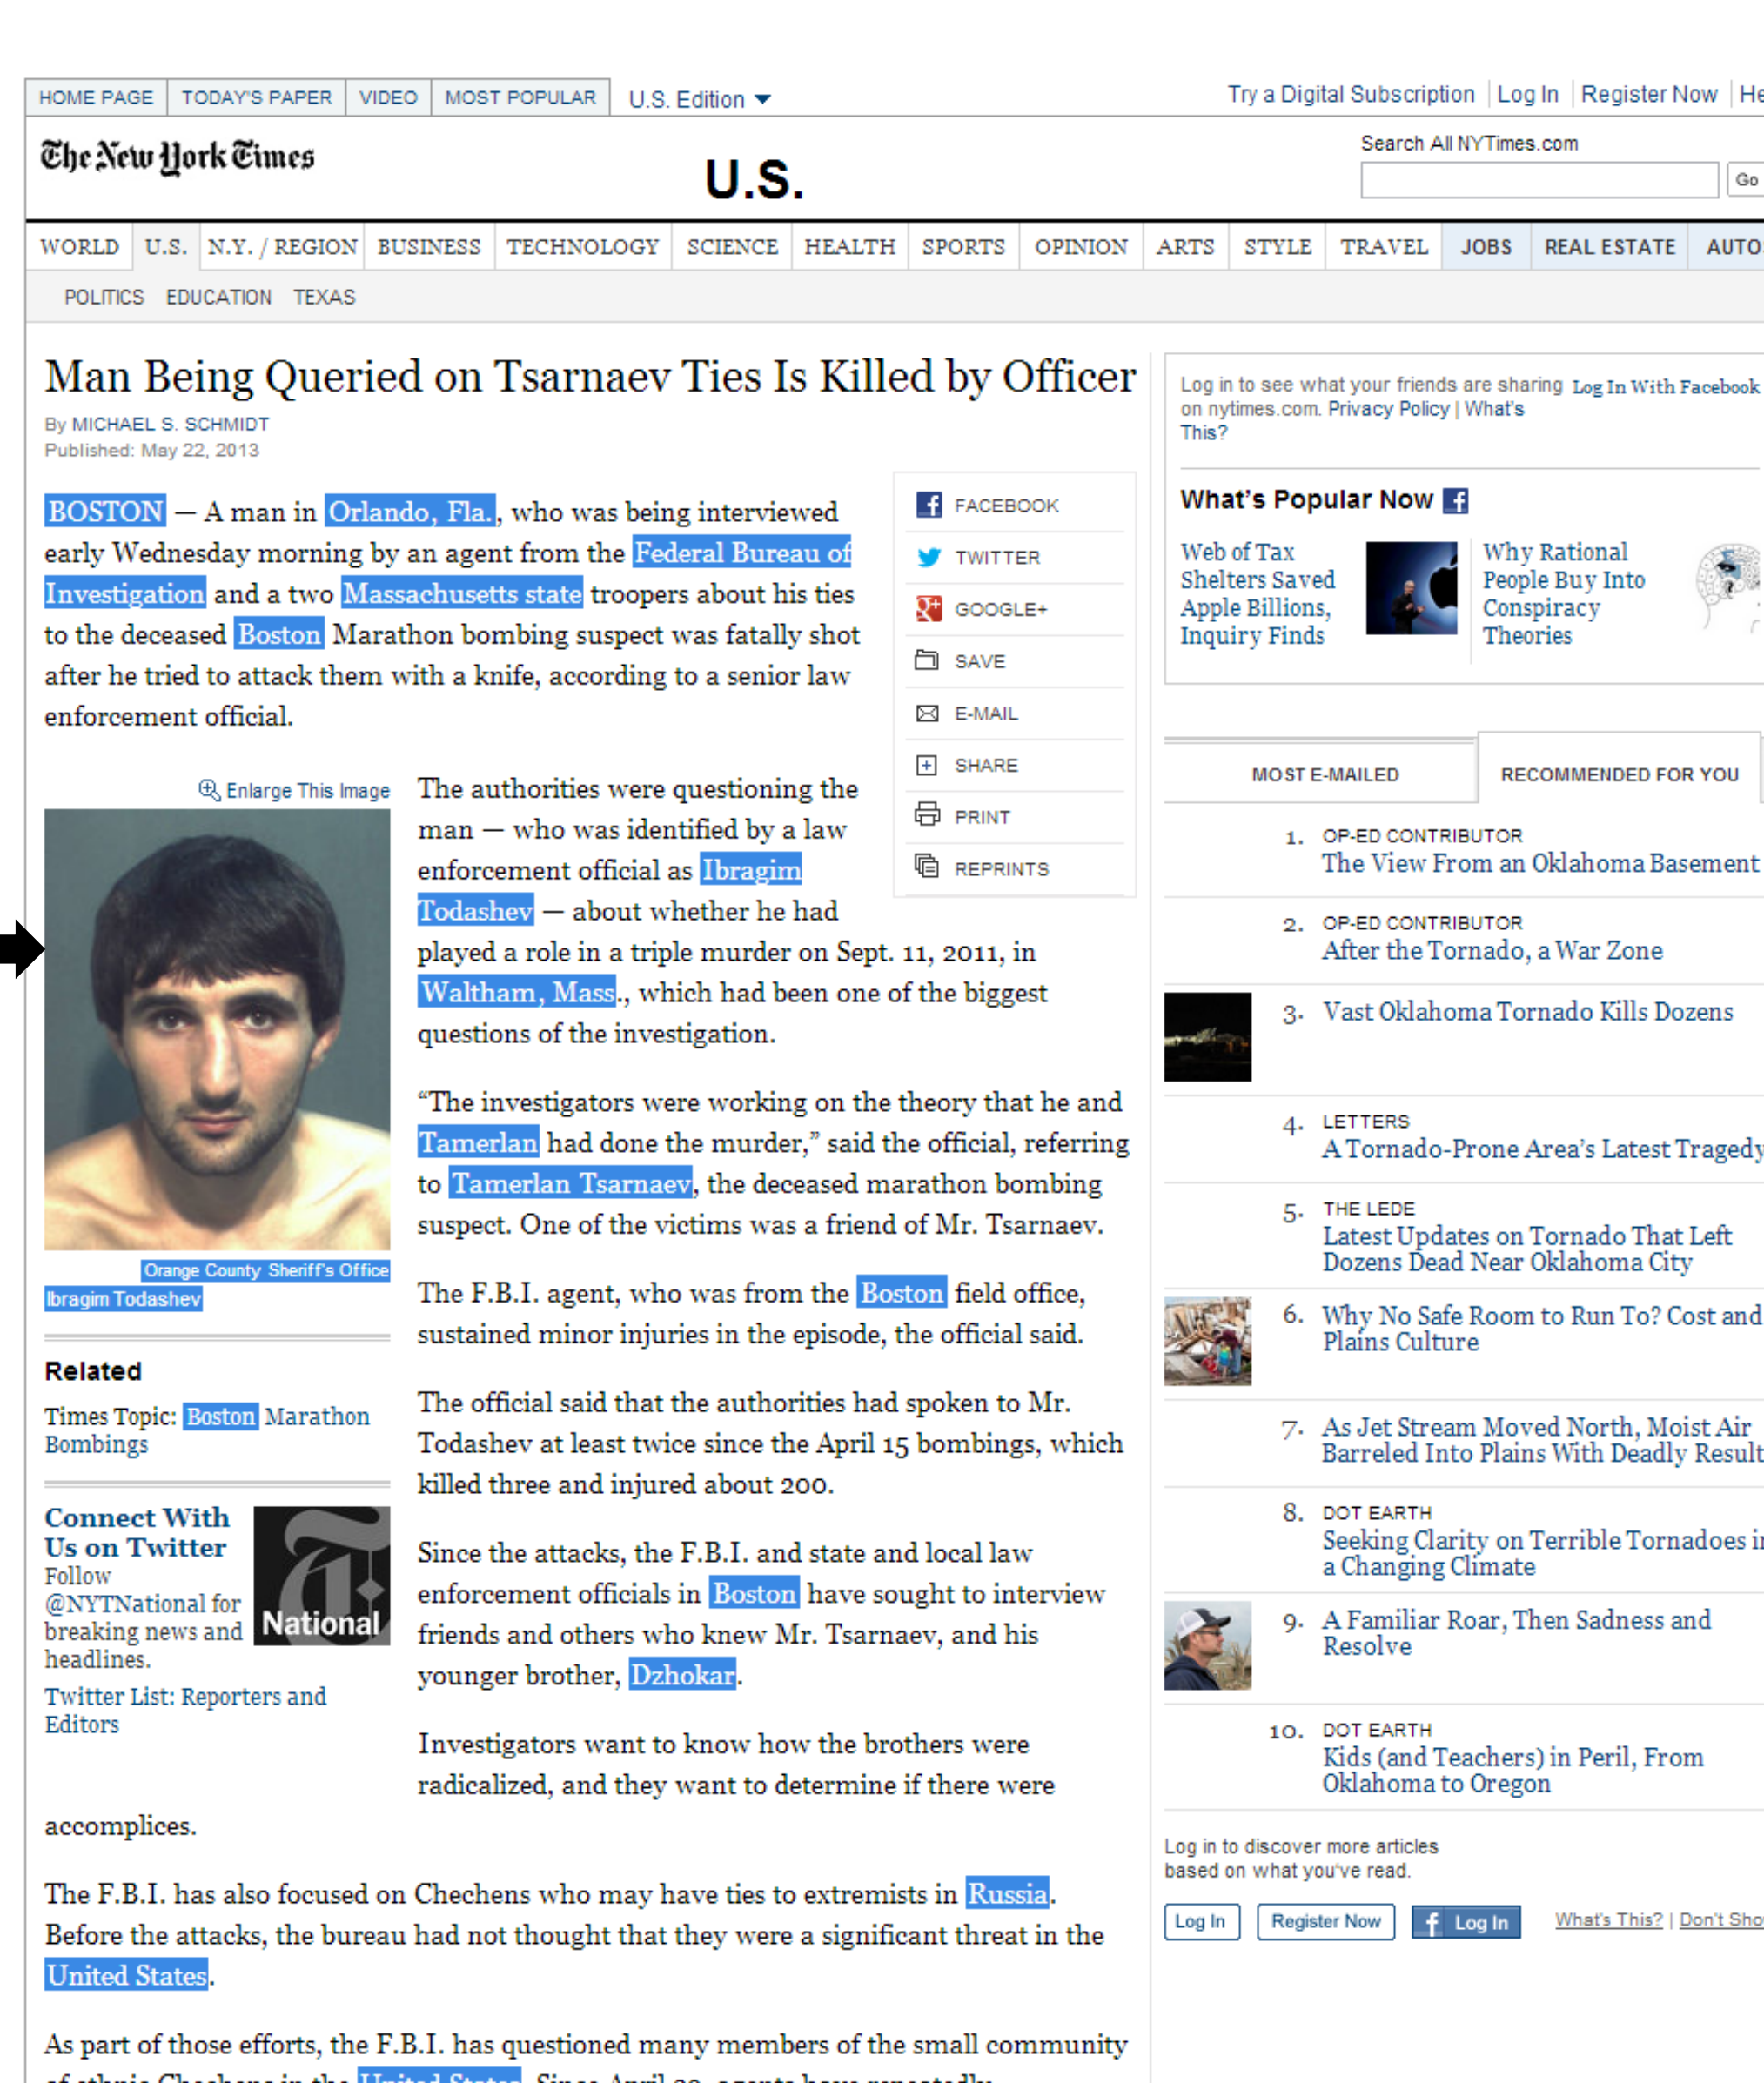 HOME PAGE TODAY'S PAPER VIDEO MOST POPULAR U.S. Edition
Try a Digital Subscription Log In Register Now
The New York Times
U.S.
Search All NYTimes.com
Go
WORLD U.S. N.Y. / REGION BUSINESS TECHNOLOGY SCIENCE HEALTH SPORTS OPINION ARTS STYLE TRAVEL JOBS REAL ESTATE AUTO
POLITICS EDUCATION TEXAS
Man Being Queried on Tsarnaev Ties Is Killed by Officer
By MICHAEL S. SCHMIDT
Published: May 22, 2013
BOSTON — A man in Orlando, Fla., who was being interviewed
early Wednesday morning by an agent from the Federal Bureau of
Investigation and a two Massachusetts state troopers about his ties
to the deceased Boston Marathon bombing suspect was fatally shot
after he tried to attack them with a knife, according to a senior law
enforcement official.
FACEBOOK
TWITTER
GOOGLE+
SAVE
E-MAIL
SHARE
PRINT
REPRINTS
Enlarge This Image
Orange County Sheriff's Office
Ibragim Todashev
Related
Times Topic: Boston Marathon
Bombings
Connect With
Us on Twitter
Follow
@NYTNational for
breaking news and
headlines.
National
Twitter List: Reporters and
Editors
The authorities were questioning the
man — who was identified by a law
enforcement official as Ibragim
Todashev — about whether he had
played a role in a triple murder on Sept. 11, 2011, in
Waltham, Mass., which had been one of the biggest
questions of the investigation.
“The investigators were working on the theory that he and
Tamerlan had done the murder,” said the official, referring
to Tamerlan Tsarnaev, the deceased marathon bombing
suspect. One of the victims was a friend of Mr. Tsarnaev.
The F.B.I. agent, who was from the Boston field office,
sustained minor injuries in the episode, the official said.
The official said that the authorities had spoken to Mr.
Todashev at least twice since the April 15 bombings, which
killed three and injured about 200.
Since the attacks, the F.B.I. and state and local law
enforcement officials in Boston have sought to interview
friends and others who knew Mr. Tsarnaev, and his
younger brother, Dzhokar.
Investigators want to know how the brothers were
radicalized, and they want to determine if there were
accomplices.
The F.B.I. has also focused on Chechens who may have ties to extremists in Russia.
Before the attacks, the bureau had not thought that they were a significant threat in the
United States.
As part of those efforts, the F.B.I. has questioned many members of the small community
Log in to see what your friends are sharing Log In With Facebook
on nytimes.com. Privacy Policy | What's
This?
What's Popular Now
Web of Tax
Shelters Saved
Apple Billions,
Inquiry Finds
Why Rational
People Buy Into
Conspiracy
Theories
MOST E-MAILED RECOMMENDED FOR YOU
1. OP-ED CONTRIBUTOR
The View From an Oklahoma Basement
2. OP-ED CONTRIBUTOR
After the Tornado, a War Zone
3. Vast Oklahoma Tornado Kills Dozens
4. LETTERS
A Tornado-Prone Area's Latest Tragedy
5. THE LEDE
Latest Updates on Tornado That Left
Dozens Dead Near Oklahoma City
6. Why No Safe Room to Run To? Cost and
Plains Culture
7. As Jet Stream Moved North, Moist Air
Barreled Into Plains With Deadly Result
8. DOT EARTH
Seeking Clarity on Terrible Tornadoes in
a Changing Climate
9. A Familiar Roar, Then Sadness and
Resolve
10. DOT EARTH
Kids (and Teachers) in Peril, From
Oklahoma to Oregon
Log in to discover more articles
based on what you've read.
Log In Register Now Log In What's This? | Don't